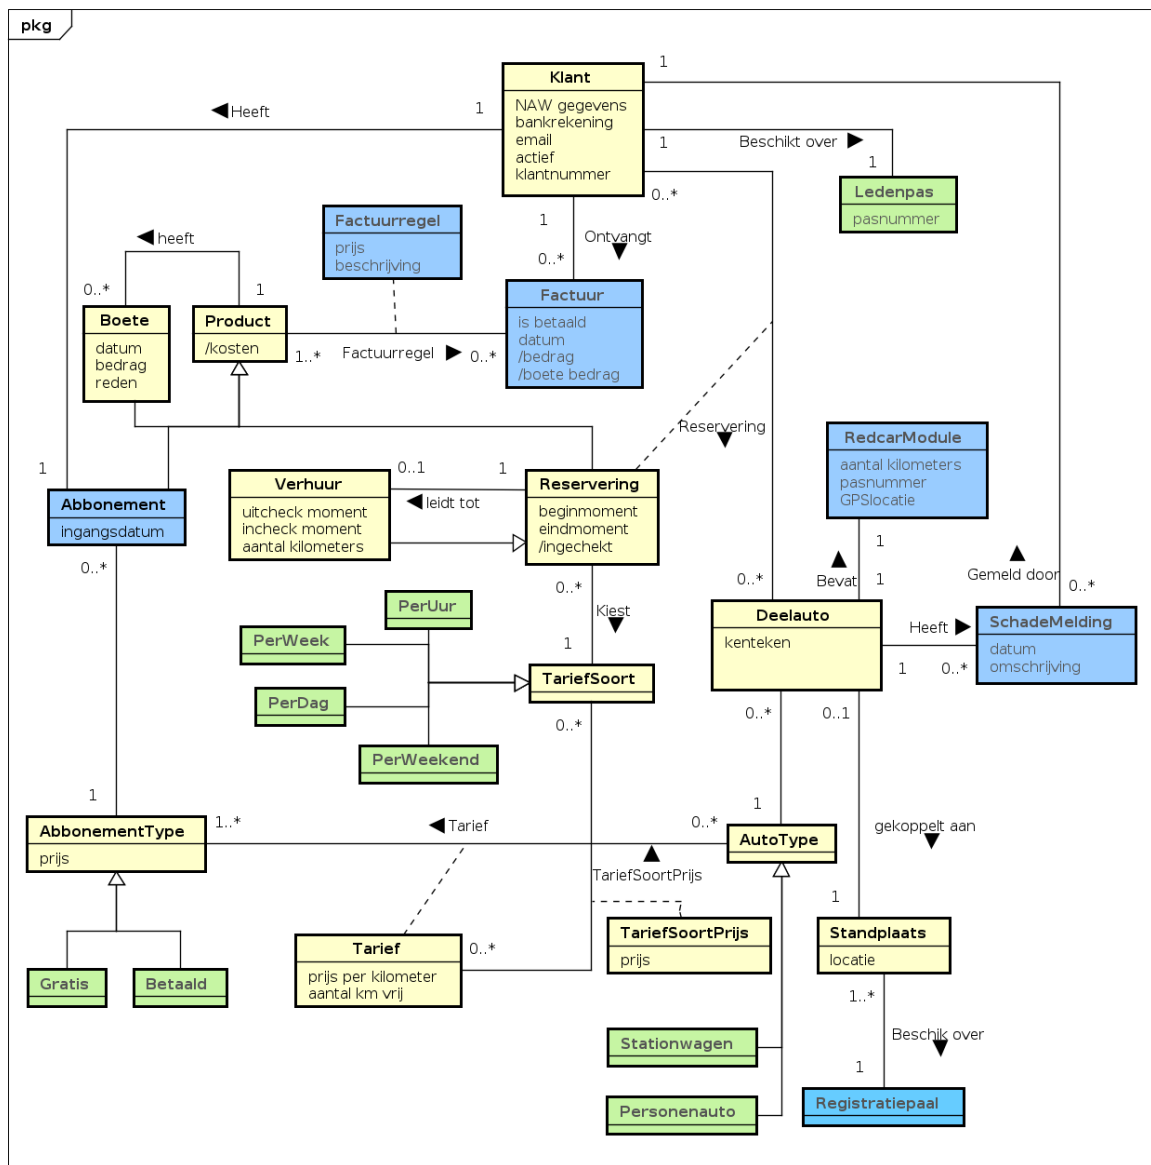 pkg
Klant
NAW gegevens
bankrekening
email
actief
klantnummer
1
1
Heeft
1
1
Beschikt over
1
0..*
Ledenpas
pasnummer
Factuurregel
prijs
beschrijving
1
Ontvangt
0..*
heeft
0..*
1
Boete
datum
bedrag
reden
Product
/kosten
1..*
Factuurregel
0..*
Factuur
is betaald
datum
/bedrag
/boete bedrag
Reservering
RedcarModule
aantal kilometers
pasnummer
GPSlocatie
1
Abbonement
ingangsdatum
0..*
Verhuur
uitcheck moment
incheck moment
aantal kilometers
0..1
1
leidt tot
Reservering
beginmoment
eindmoment
/ingechekt
0..*
Kiest
1
1
Bevat
1
Gemeld door
0..*
0..*
Deelauto
kenteken
Heeft
1
0..*
SchadeMelding
datum
omschrijving
PerUur
PerWeek
PerDag
PerWeekend
TariefSoort
0..*
0..*
0..1
1
AbbonementType
prijs
1..*
Tarief
0..*
1
AutoType
gekoppelt aan
TariefSoortPrijs
1
Gratis
Betaald
Tarief
prijs per kilometer
aantal km vrij
0..*
TariefSoortPrijs
prijs
Standplaats
locatie
1..*
Beschik over
1
Stationwagen
Personenauto
Registratiepaal